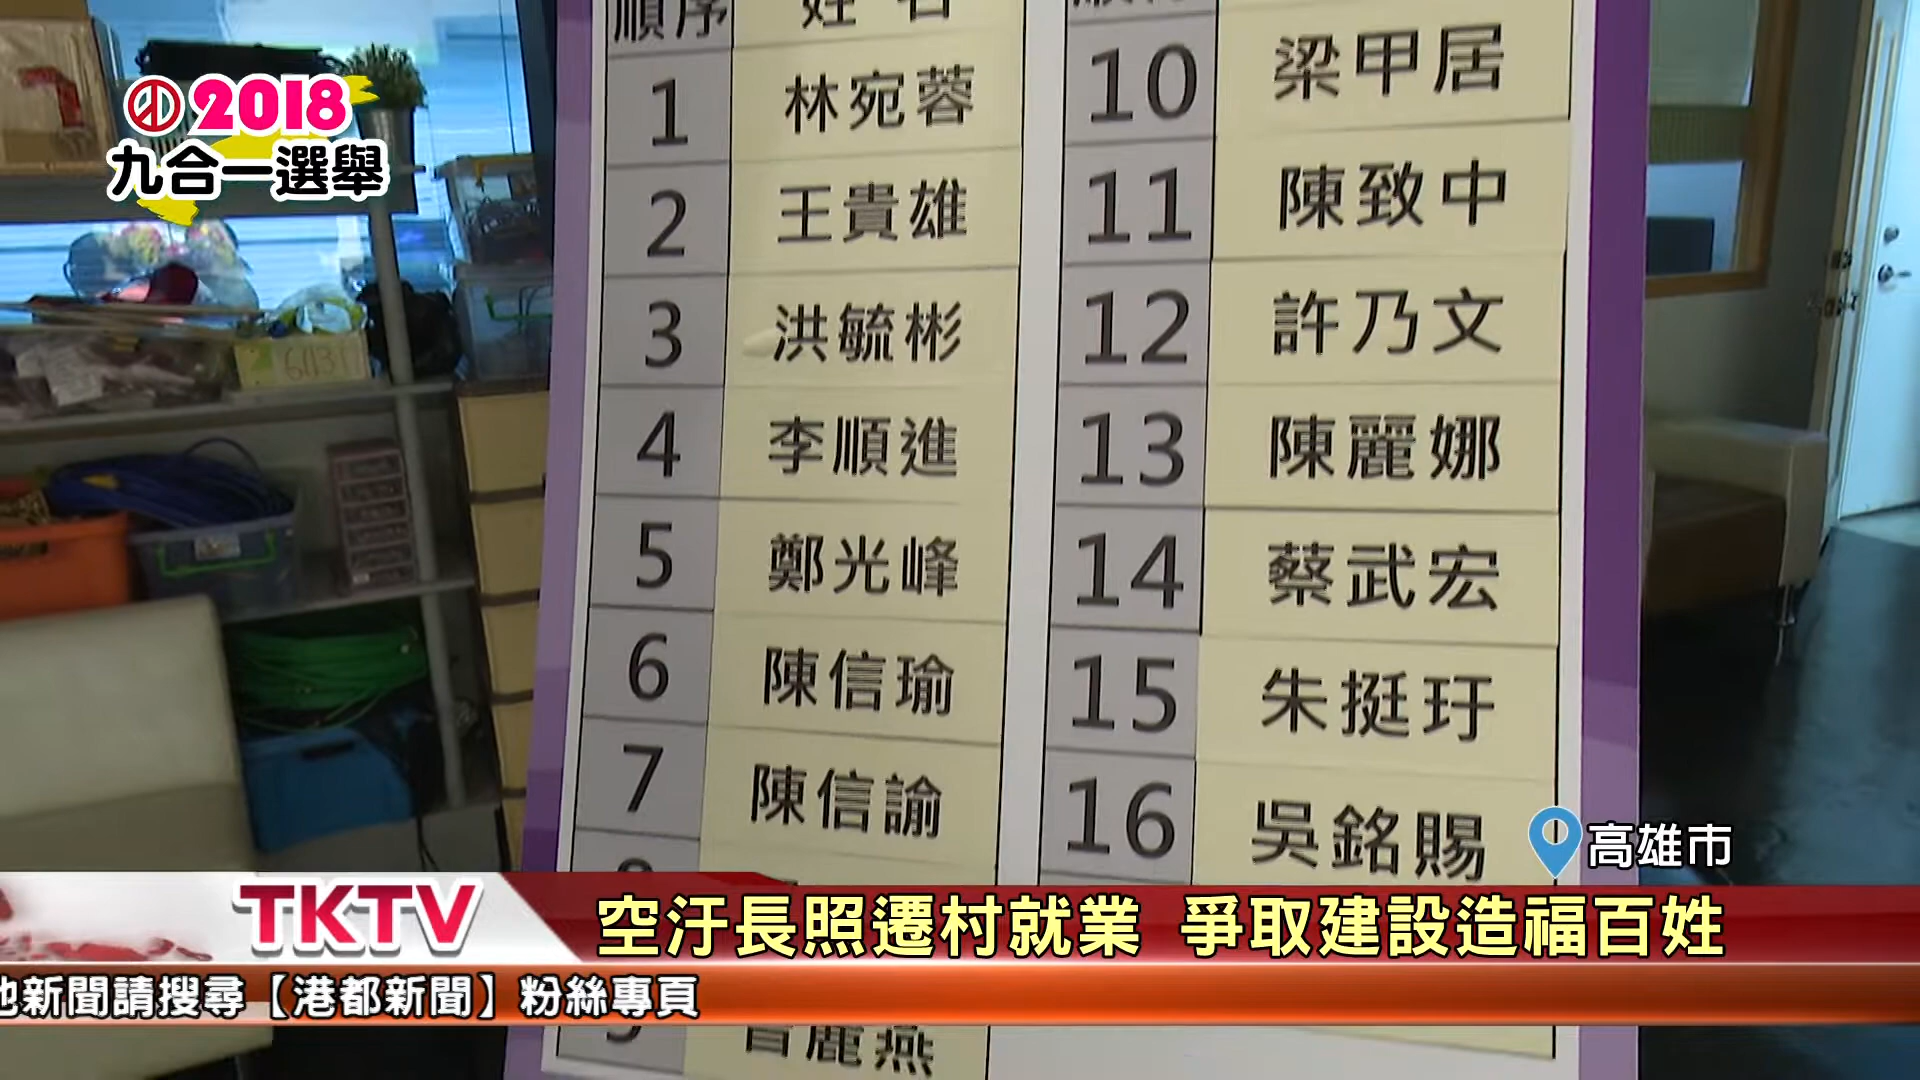 2018
九合一選舉
順序 姓名
1 林宛蓉
2 王貴雄
3 洪毓彬
4 李順進
5 鄭光峰
6 陳信瑜
7 陳信諭
麗燕
10 梁甲居
11 陳致中
12 許乃文
13 陳麗娜
14 蔡武宏
15 朱挺玗
16 吳銘賜
61131
高雄市
TKTV
空汙長照遷村就業 爭取建設造福百姓
新聞請搜尋【港都新聞】粉絲專頁